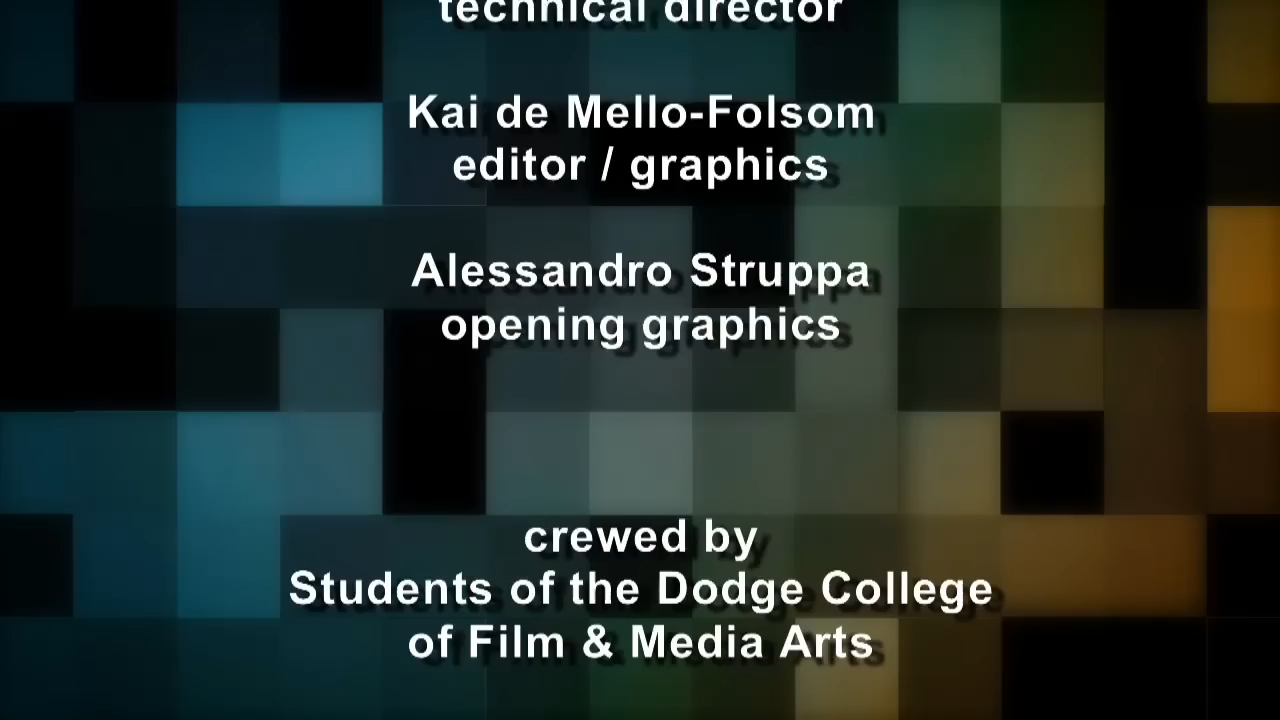 technical director
Kai de Mello-Folsom
editor / graphics
Alessandro Struppa
opening graphics
crewed by
Students of the Dodge College
of Film & Media Arts